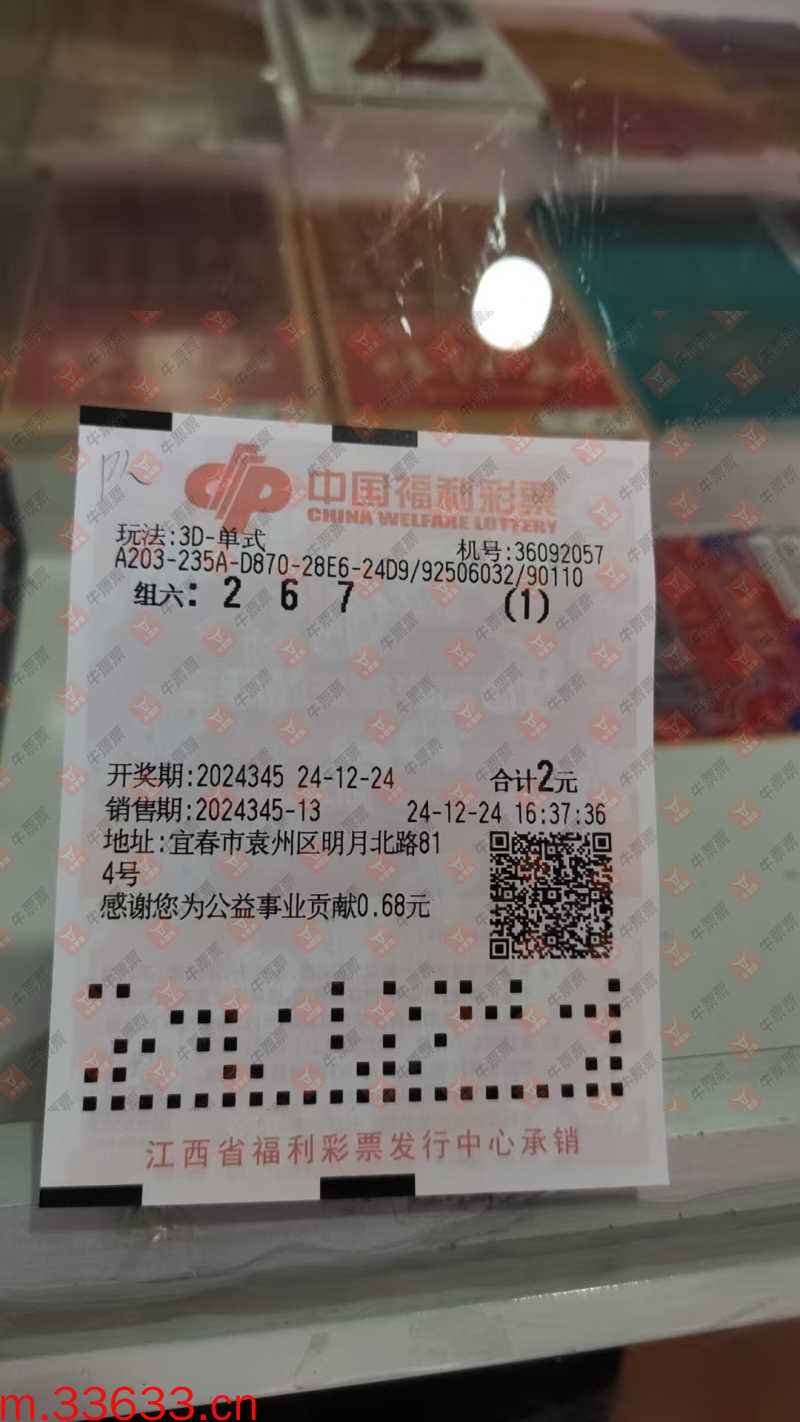 中国福利彩票
CHINA WELFARE LOTTERY
玩法:3D-单式
机号:36092057
A203-235A-D870-28E6-24D9/92506032/90110
组六: 2 6 7 (1)
开奖期:2024345 24-12-24 合计2元
销售期:2024345-13 24-12-24 16:37:36
地址:宜春市袁州区明月北路81
4号
感谢您为公益事业贡献0.68元
江西省福利彩票发行中心承销
牛票票
m.33633.cn